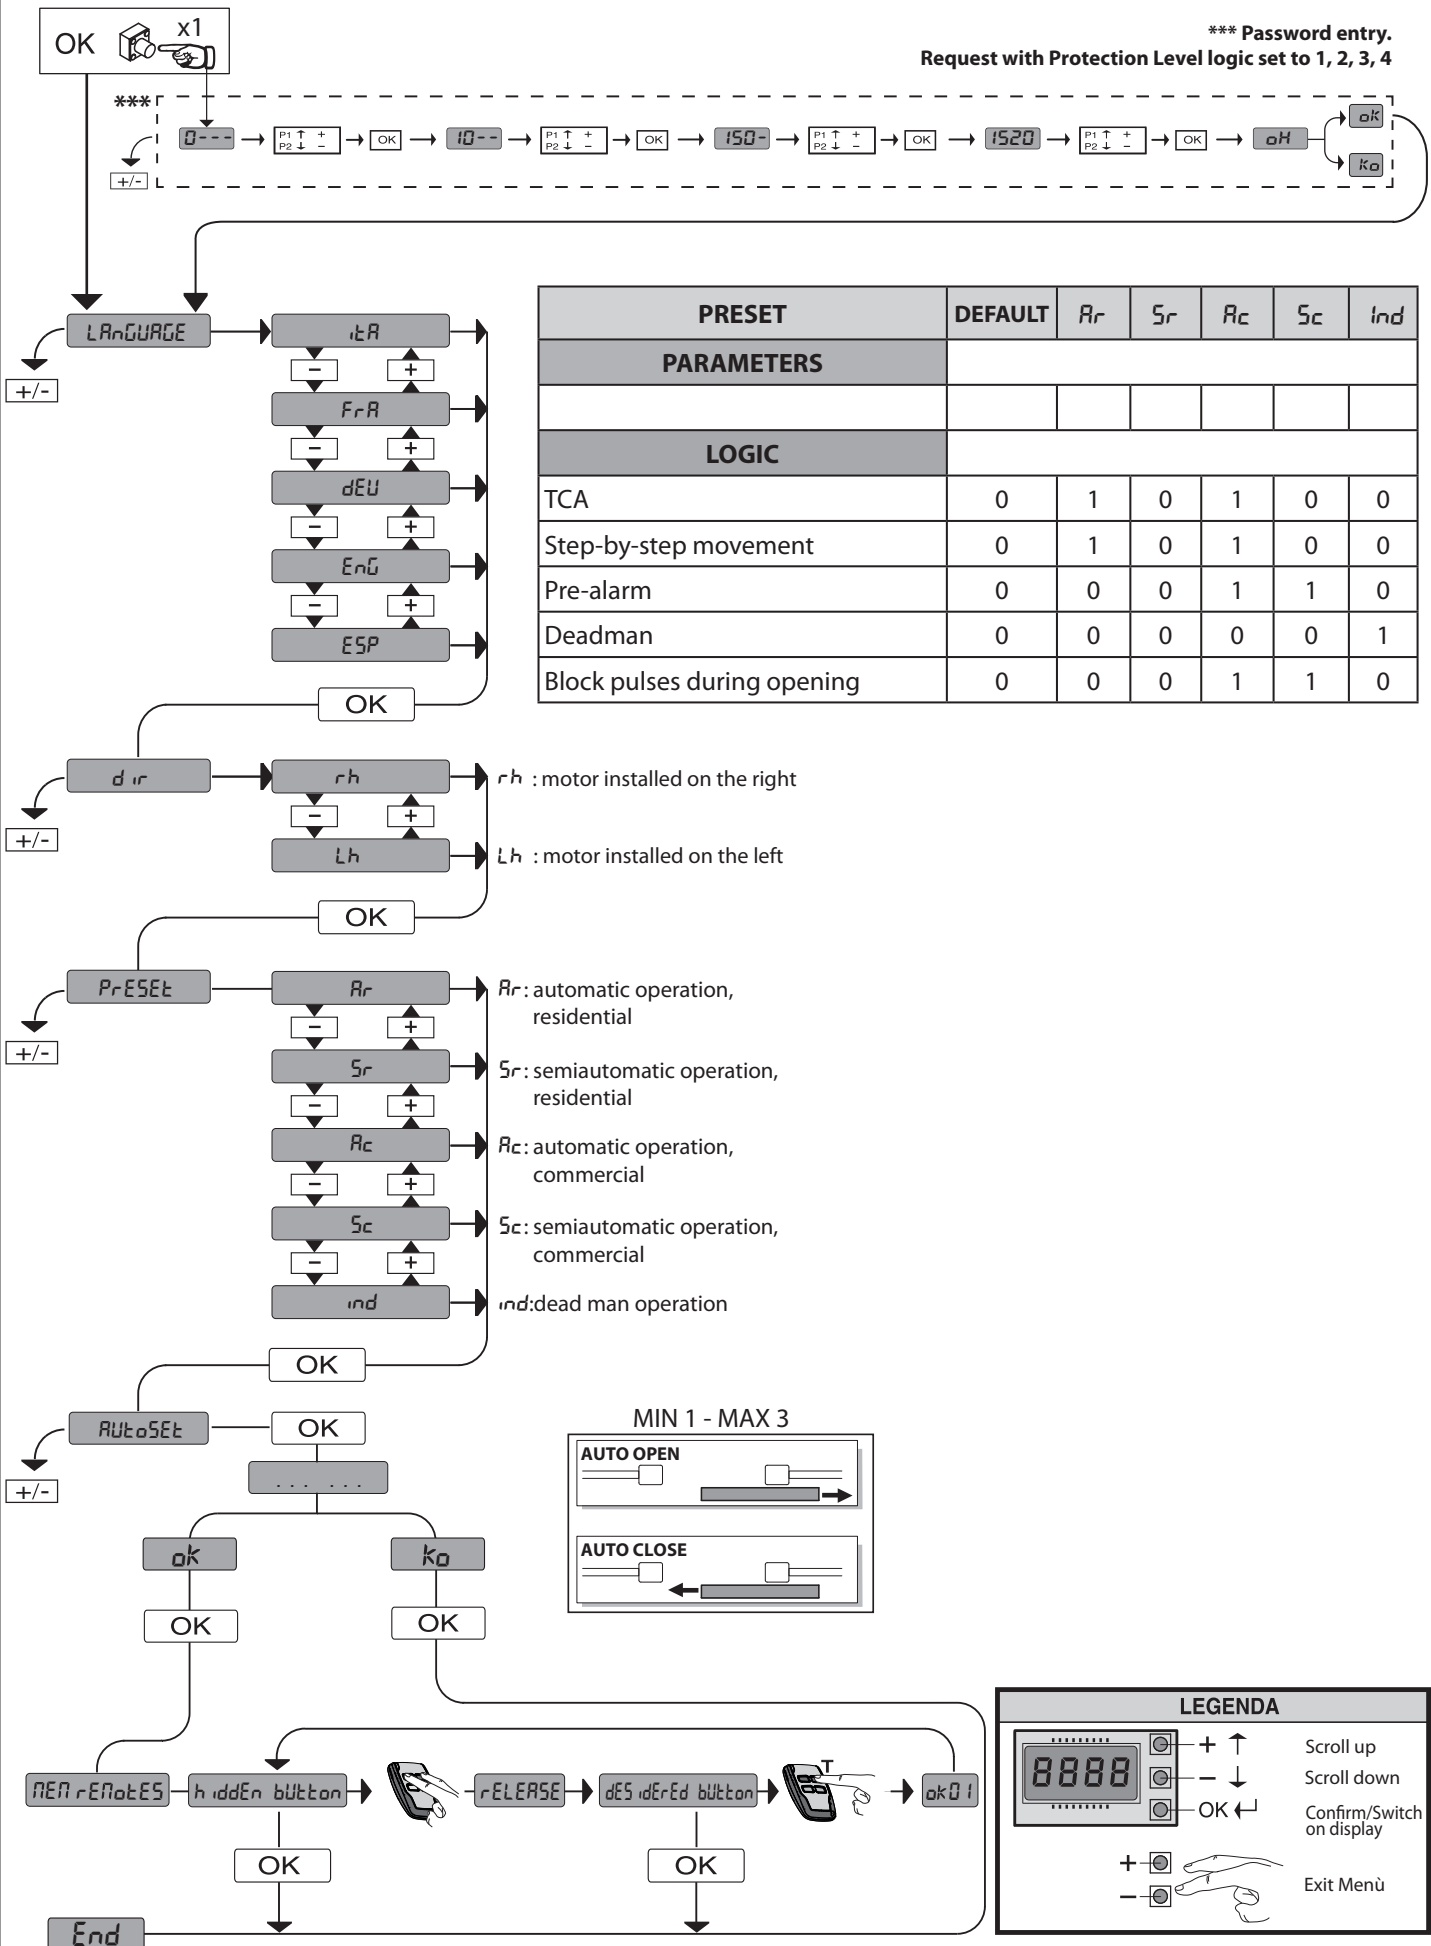 OK x1
*** Password entry.
Request with Protection Level logic set to 1, 2, 3, 4
***
0--- P1 ↑ + P2 ↓ − OK 10-- P1 ↑ + P2 ↓ − OK 150- P1 ↑ + P2 ↓ − OK 1520 P1 ↑ + P2 ↓ − OK oH ok
ko
+/-
LAnGUAGE
+/-
itA
− +
FrA
− +
dEU
− +
EnG
− +
ESP
OK
PRESET DEFAULT Ar Sr Ac Sc Ind
PARAMETERS
LOGIC
TCA 0 1 0 1 0 0
Step-by-step movement 0 1 0 1 0 0
Pre-alarm 0 0 0 1 1 0
Deadman 0 0 0 0 0 1
Block pulses during opening 0 0 0 1 1 0
dir
+/-
rh
− +
Lh
rh : motor installed on the right
Lh : motor installed on the left
OK
PrESEt
+/-
Ar
− +
Sr
− +
Ac
− +
Sc
− +
ind
Ar: automatic operation,
residential
Sr: semiautomatic operation,
residential
Ac: automatic operation,
commercial
Sc: semiautomatic operation,
commercial
ind:dead man operation
OK
AUtoSEt OK
+/-
... ...
ok ko
OK OK
MIN 1 - MAX 3
AUTO OPEN
AUTO CLOSE
MEM rEMotES hiddEn bUtton rELEASE dESidErEd bUtton T ok01
OK OK
End
LEGENDA
8888
+ ↑ Scroll up
− ↓ Scroll down
OK ↵ Confirm/Switch
on display
+
− Exit Menù